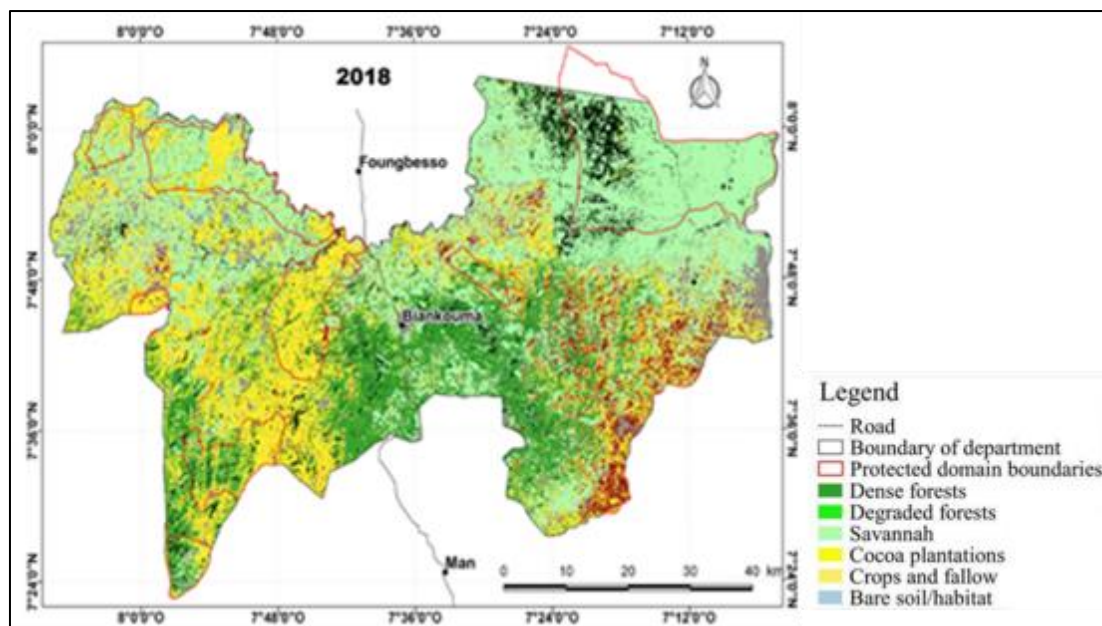 8°0'0"O 7°48'0"O 7°36'0"O 7°24'0"O 7°12'0"O
2018
N
8°0'0"N
8°0'0"N
Foungbesso
7°48'0"N
7°48'0"N
Biankouma
7°36'0"N
7°36'0"N
Man
0 10 20 30 40 km
7°24'0"N
7°24'0"N
8°0'0"O 7°48'0"O 7°36'0"O 7°24'0"O 7°12'0"O
Legend
Road
Boundary of department
Protected domain boundaries
Dense forests
Degraded forests
Savannah
Cocoa plantations
Crops and fallow
Bare soil/habitat